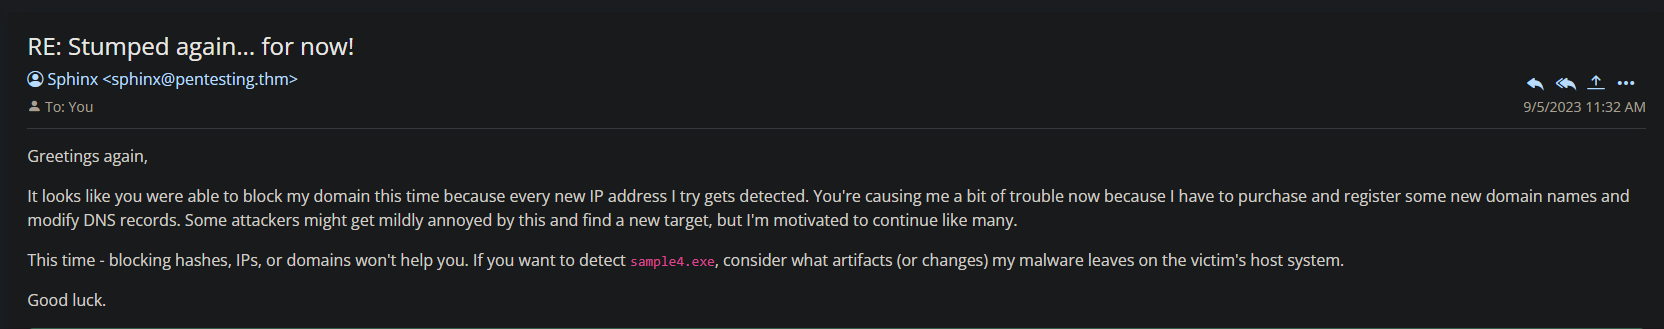 RE: Stumped again... for now!
Sphinx <sphinx@pentesting.thm>
To: You
9/5/2023 11:32 AM
Greetings again,
It looks like you were able to block my domain this time because every new IP address I try gets detected. You're causing me a bit of trouble now because I have to purchase and register some new domain names and
modify DNS records. Some attackers might get mildly annoyed by this and find a new target, but I'm motivated to continue like many.
This time - blocking hashes, IPs, or domains won't help you. If you want to detect sample4.exe, consider what artifacts (or changes) my malware leaves on the victim's host system.
Good luck.